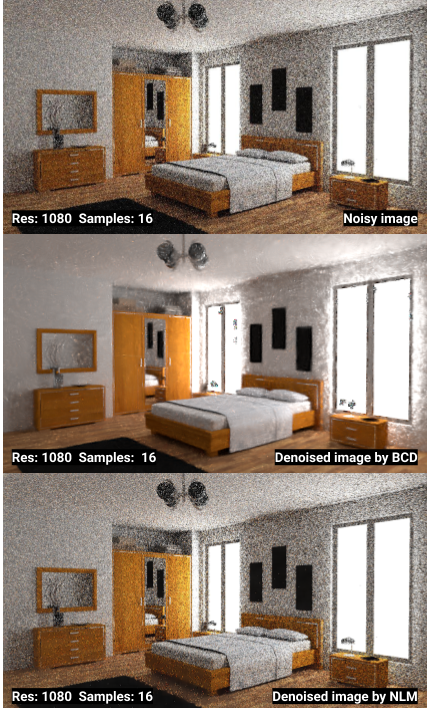 Res: 1080 Samples: 16
Noisy image
Res: 1080 Samples: 16
Denoised image by BCD
Res: 1080 Samples: 16
Denoised image by NLM